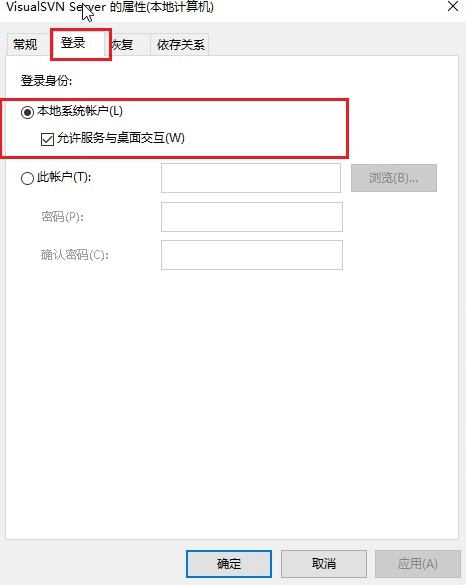 VisualSVN Server 的属性(本地计算机)
常规 登录 恢复 依存关系
登录身份:
本地系统帐户(L)
允许服务与桌面交互(W)
此帐户(T): 浏览(B)...
密码(P):
确认密码(C):
确定 取消 应用(A)